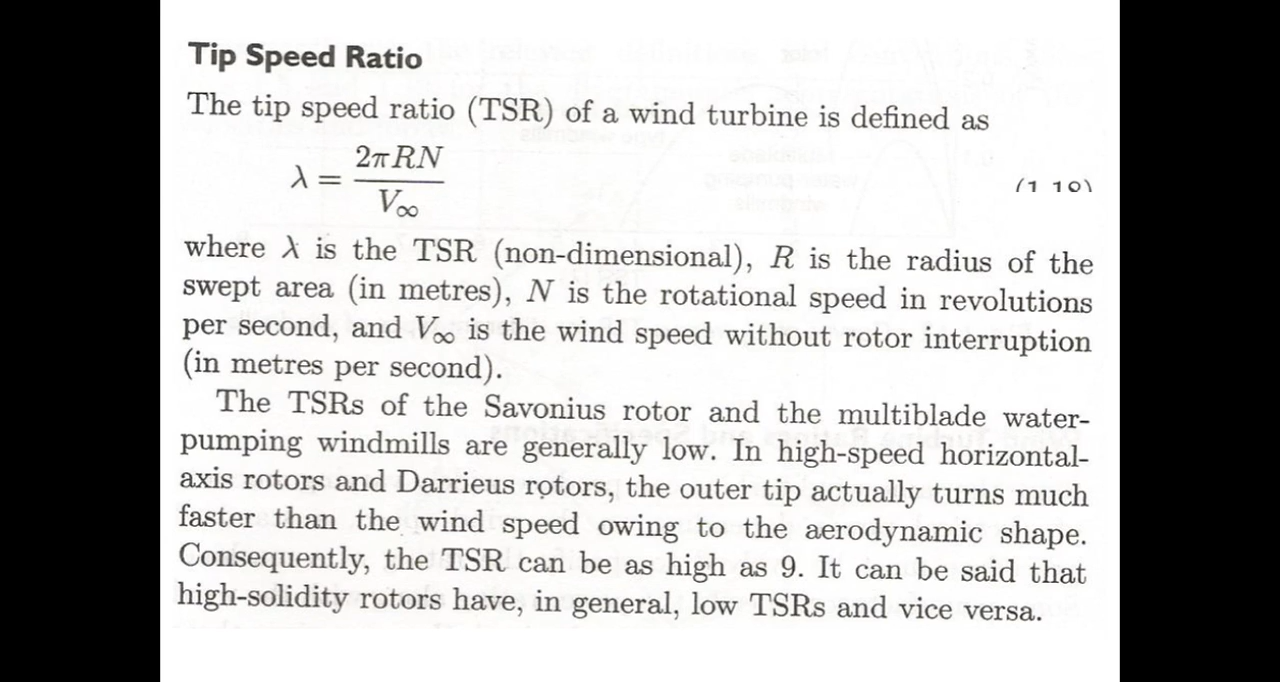 Tip Speed Ratio
The tip speed ratio (TSR) of a wind turbine is defined as
λ = 2πRN / V∞
where λ is the TSR (non-dimensional), R is the radius of the
swept area (in metres), N is the rotational speed in revolutions
per second, and V∞ is the wind speed without rotor interruption
(in metres per second).
The TSRs of the Savonius rotor and the multiblade water-
pumping windmills are generally low. In high-speed horizontal-
axis rotors and Darrieus rotors, the outer tip actually turns much
faster than the wind speed owing to the aerodynamic shape.
Consequently, the TSR can be as high as 9. It can be said that
high-solidity rotors have, in general, low TSRs and vice versa.